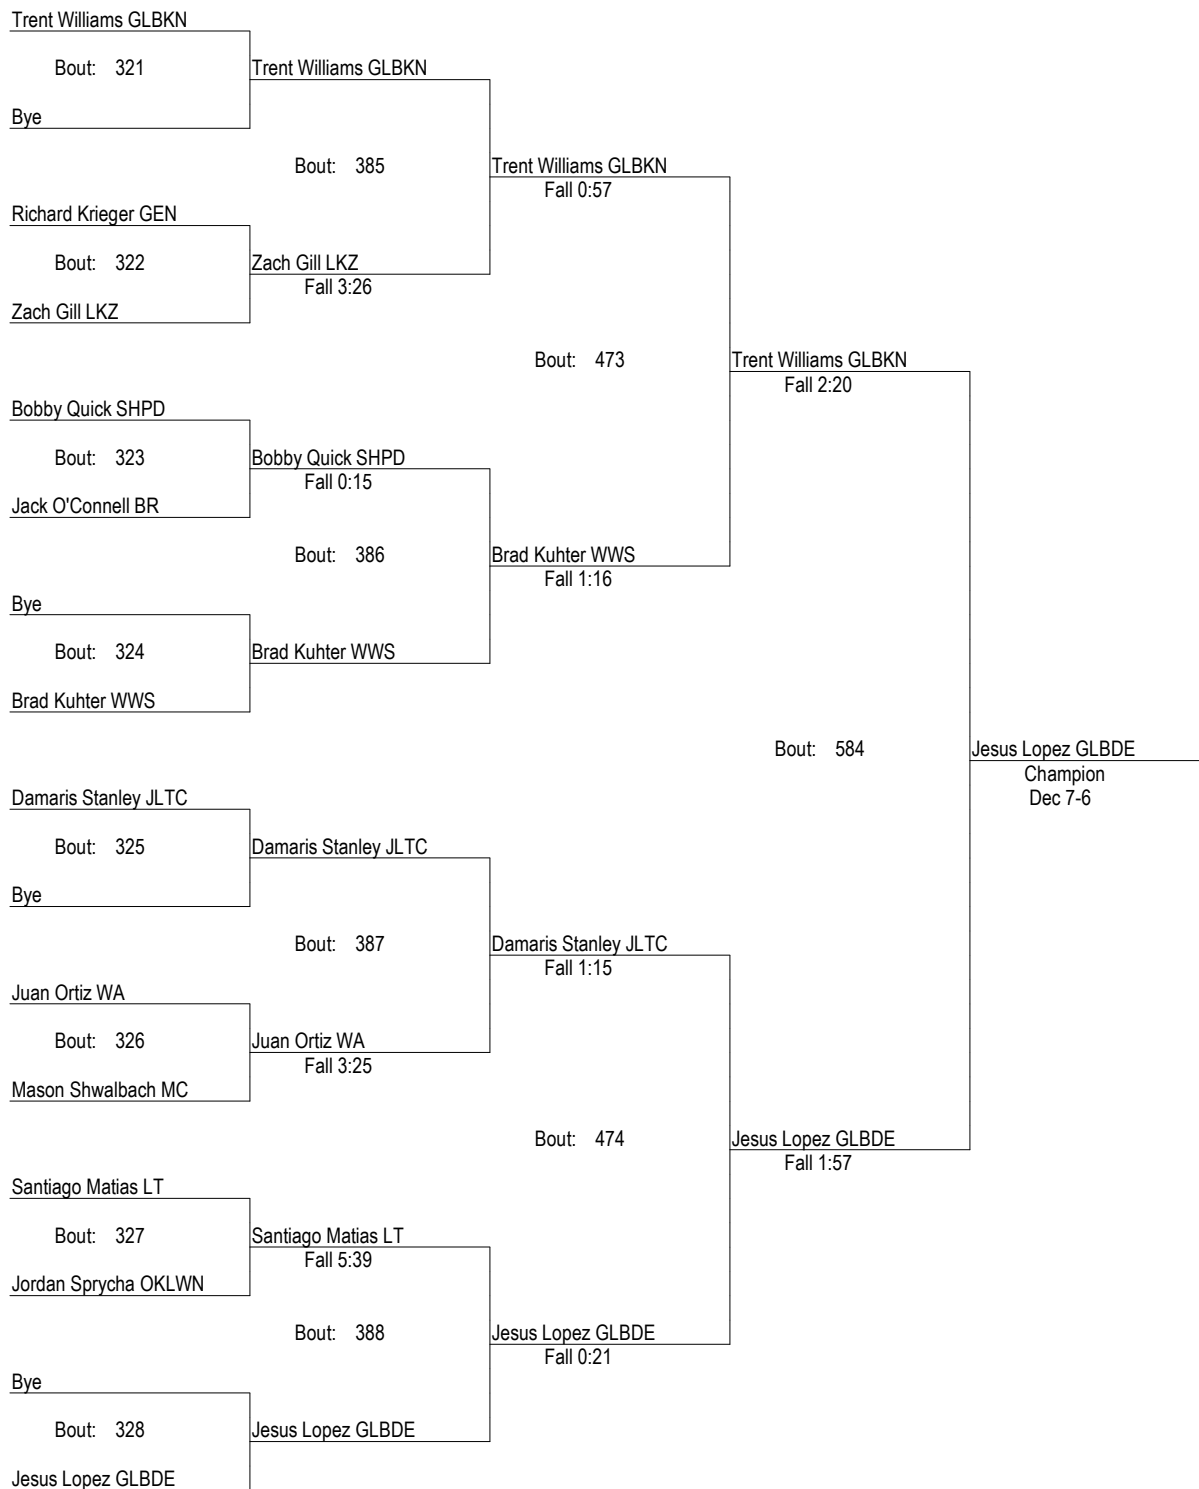 Trent Williams GLBKN
Bout: 321
Trent Williams GLBKN
Bye
Bout: 385
Trent Williams GLBKN
Fall 0:57
Richard Krieger GEN
Bout: 322
Zach Gill LKZ
Fall 3:26
Zach Gill LKZ
Bout: 473
Trent Williams GLBKN
Fall 2:20
Bobby Quick SHPD
Bout: 323
Bobby Quick SHPD
Fall 0:15
Jack O'Connell BR
Bout: 386
Brad Kuhter WWS
Fall 1:16
Bye
Bout: 324
Brad Kuhter WWS
Brad Kuhter WWS
Bout: 584
Jesus Lopez GLBDE
Champion
Dec 7-6
Damaris Stanley JLTC
Bout: 325
Damaris Stanley JLTC
Bye
Bout: 387
Damaris Stanley JLTC
Fall 1:15
Juan Ortiz WA
Bout: 326
Juan Ortiz WA
Fall 3:25
Mason Shwalbach MC
Bout: 474
Jesus Lopez GLBDE
Fall 1:57
Santiago Matias LT
Bout: 327
Santiago Matias LT
Fall 5:39
Jordan Sprycha OKLWN
Bout: 388
Jesus Lopez GLBDE
Fall 0:21
Bye
Bout: 328
Jesus Lopez GLBDE
Jesus Lopez GLBDE